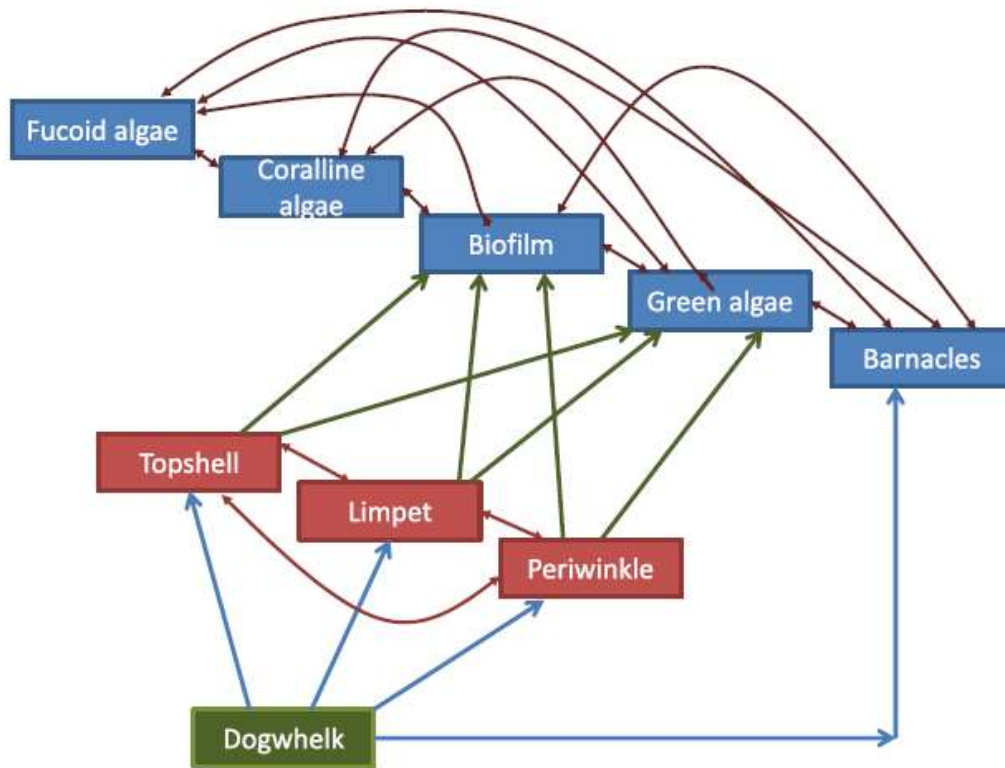 Fucoid algae
Coralline
algae
Biofilm
Green algae
Barnacles
Topshell
Limpet
Periwinkle
Dogwhelk